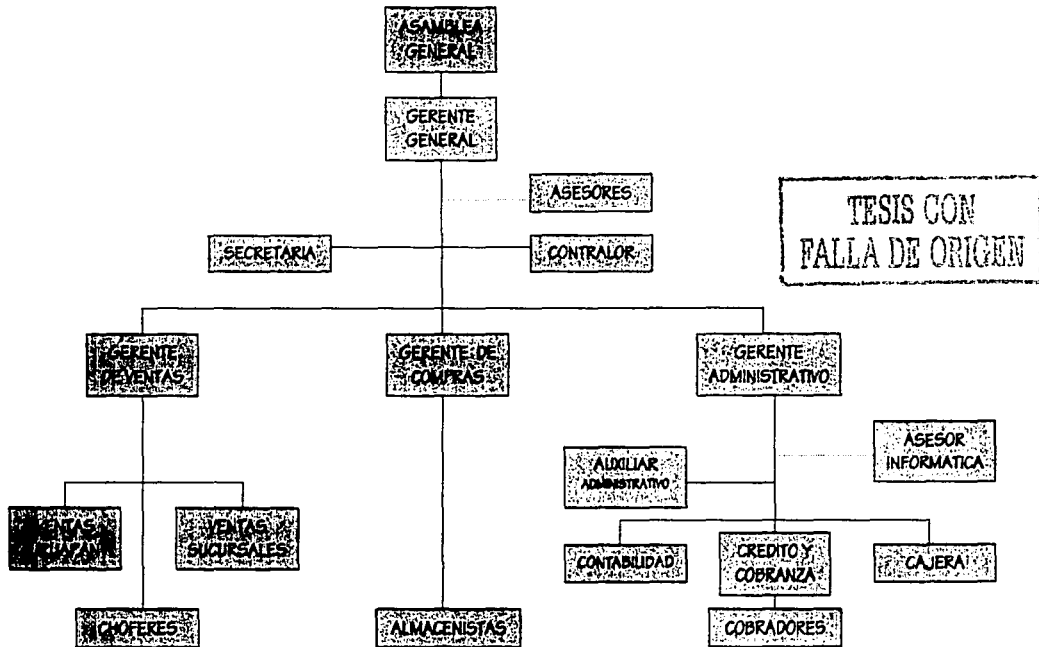 ASAMBLEA
GENERAL
GERENTE
GENERAL
ASESORES
TESIS CON
FALLA DE ORIGEN
SECRETARIA
CONTRALOR
GERENTE
DE VENTAS
GERENTE DE
COMPRAS
GERENTE
ADMINISTRATIVO
AUXILIAR
ADMINISTRATIVO
ASESOR
INFORMATICA
VENTAS
VENTAS
SUCURSALES
CONTABILIDAD
CREDITO Y
COBRANZA
CAJERA
CHOFERES
ALMACENISTAS
COBRADORES